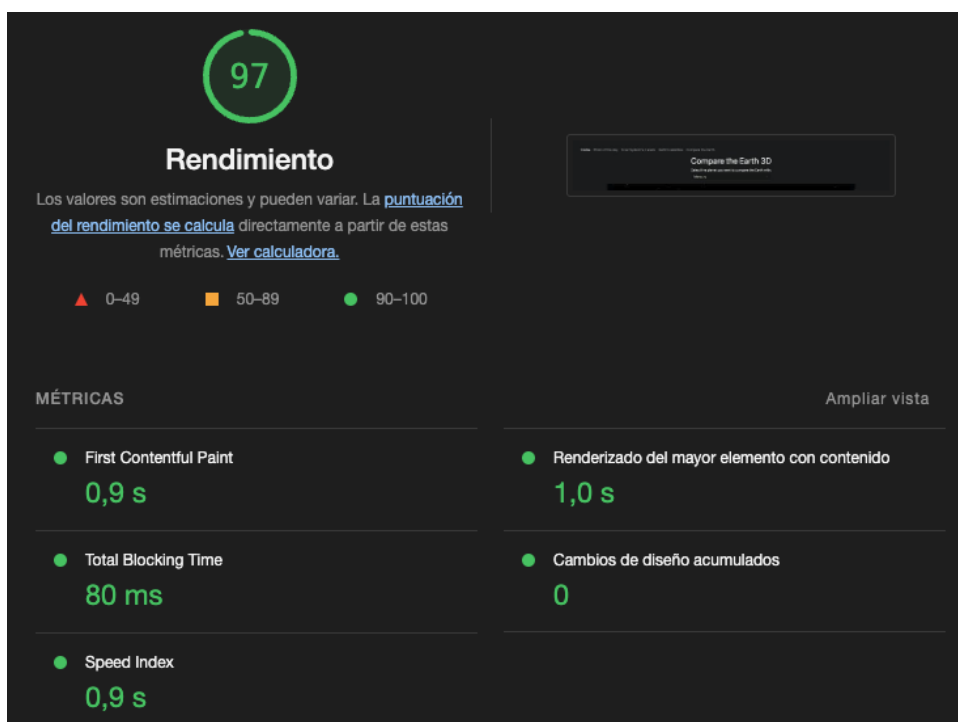 97
Rendimiento
Los valores son estimaciones y pueden variar. La puntuación
del rendimiento se calcula directamente a partir de estas
métricas. Ver calculadora.
0–49
50–89
90–100
Compare the Earth 3D
MÉTRICAS
Ampliar vista
First Contentful Paint
0,9 s
Renderizado del mayor elemento con contenido
1,0 s
Total Blocking Time
80 ms
Cambios de diseño acumulados
0
Speed Index
0,9 s